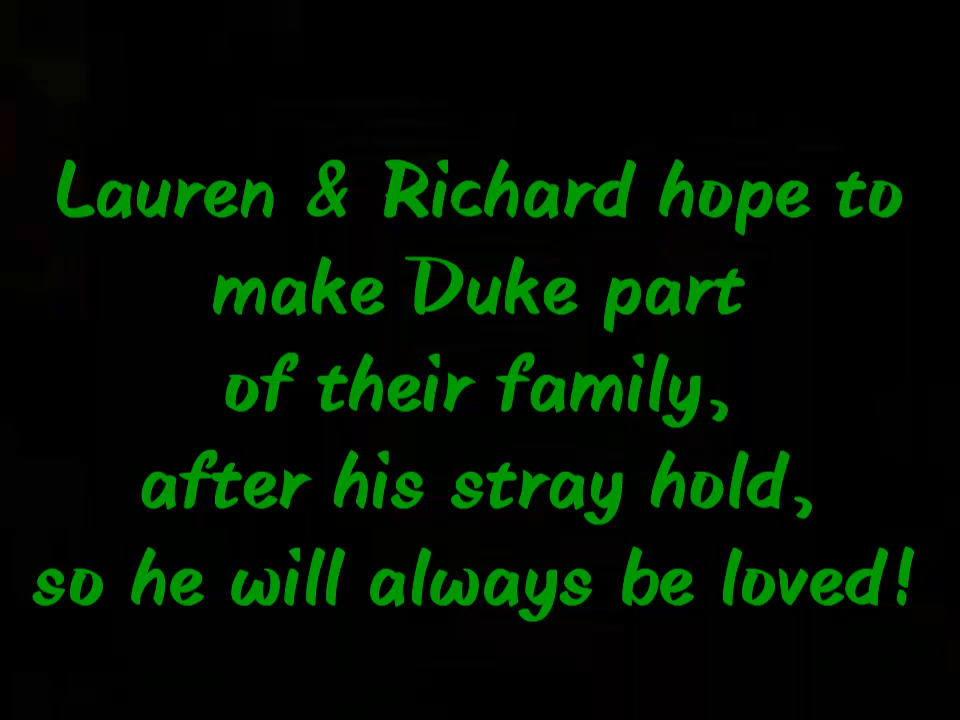 Lauren & Richard hope to
make Duke part
of their family,
after his stray hold,
so he will always be loved!